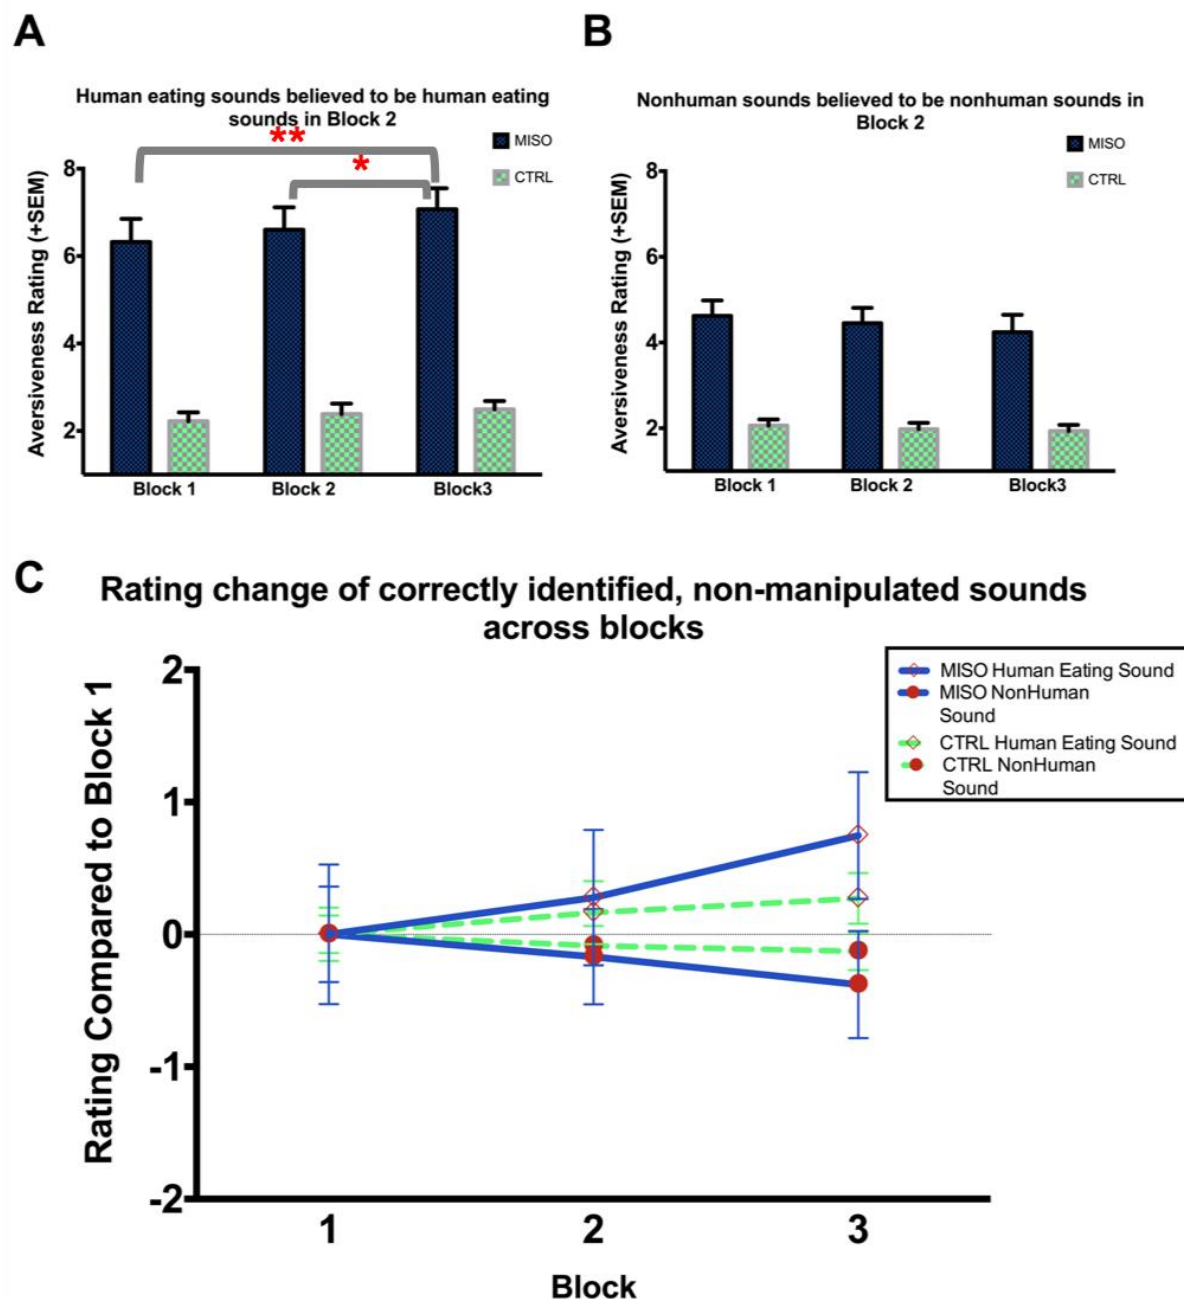 A
Human eating sounds believed to be human eating
sounds in Block 2
**
*
MISO
CTRL
Aversiveness Rating (+SEM)
8
6
4
2
Block 1
Block 2
Block3
B
Nonhuman sounds believed to be nonhuman sounds in
Block 2
MISO
CTRL
Aversiveness Rating (+SEM)
8
6
4
2
Block 1
Block 2
Block3
C
Rating change of correctly identified, non-manipulated sounds
across blocks
MISO Human Eating Sound
MISO NonHuman
Sound
CTRL Human Eating Sound
CTRL NonHuman
Sound
Rating Compared to Block 1
2
1
0
-1
-2
1
2
3
Block